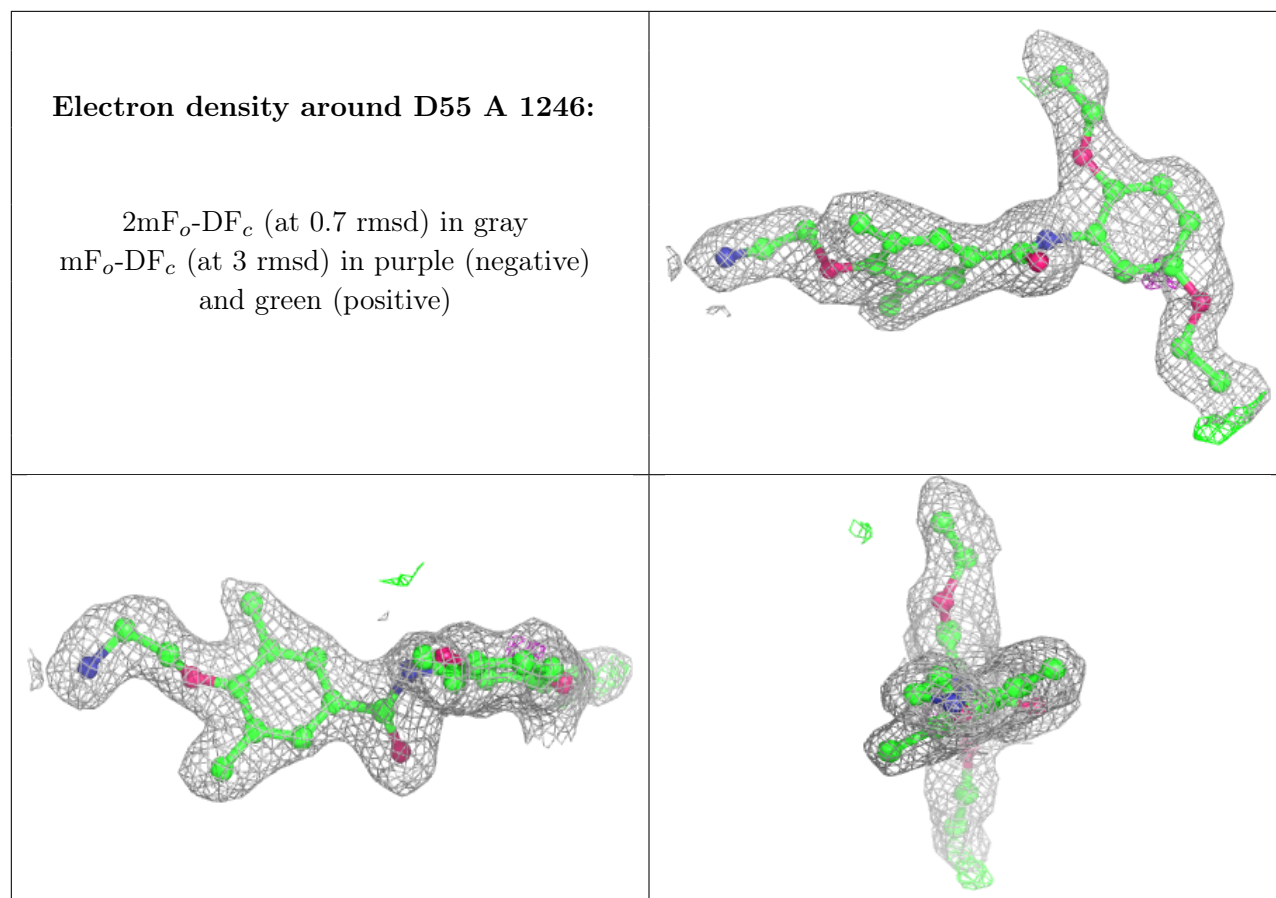 Electron density around D55 A 1246:
2mFo-DFc (at 0.7 rmsd) in gray
mFo-DFc (at 3 rmsd) in purple (negative)
and green (positive)